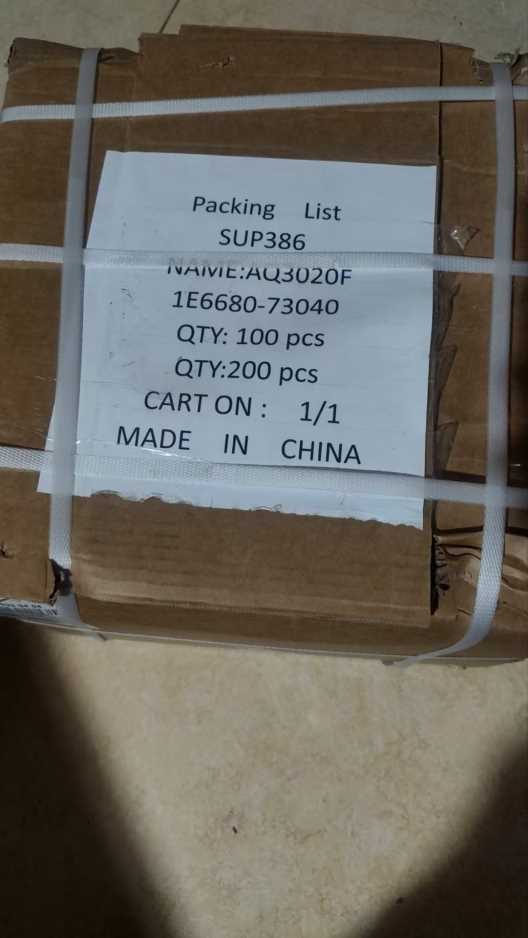 Packing List
SUP386
NAME:AQ3020F
1E6680-73040
QTY: 100 pcs
QTY:200 pcs
CART ON : 1/1
MADE IN CHINA